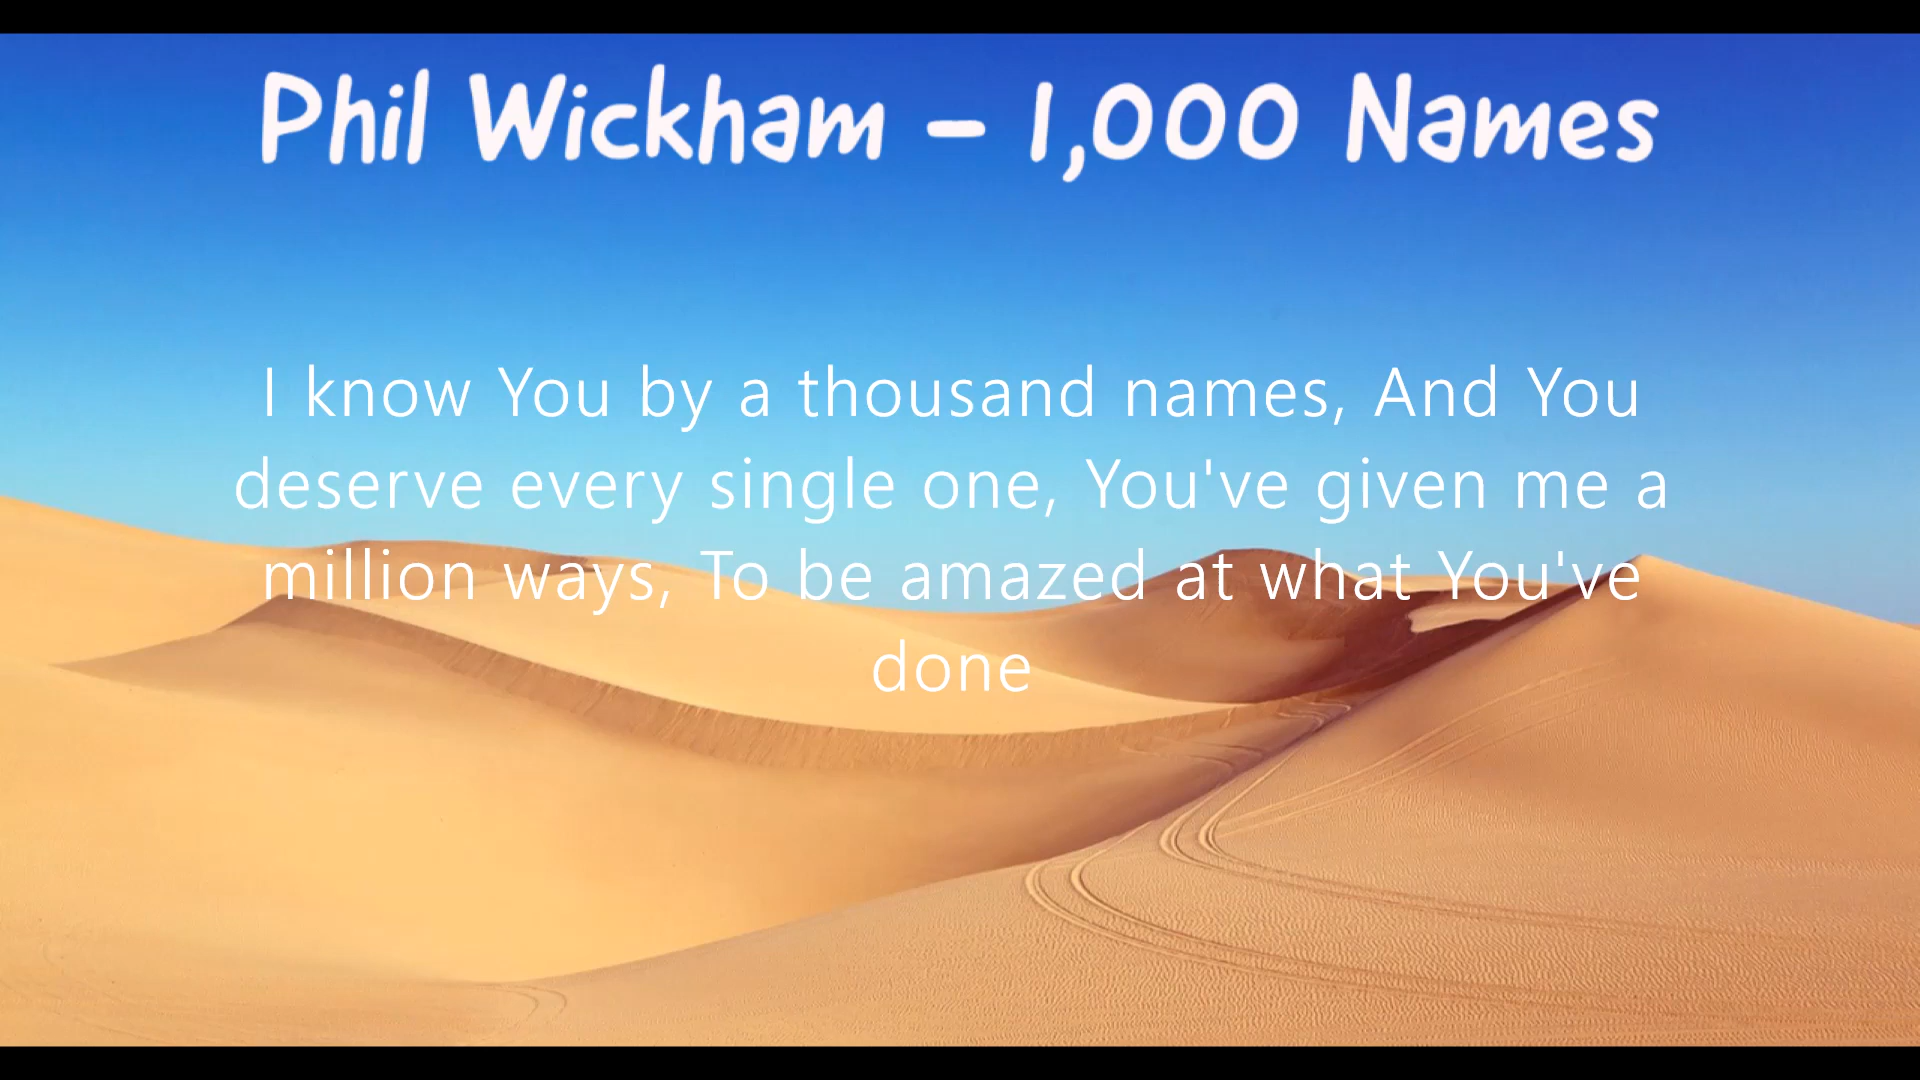 Phil Wickham – 1,000 Names
I know You by a thousand names, And You
deserve every single one, You've given me a
million ways, To be amazed at what You've
done